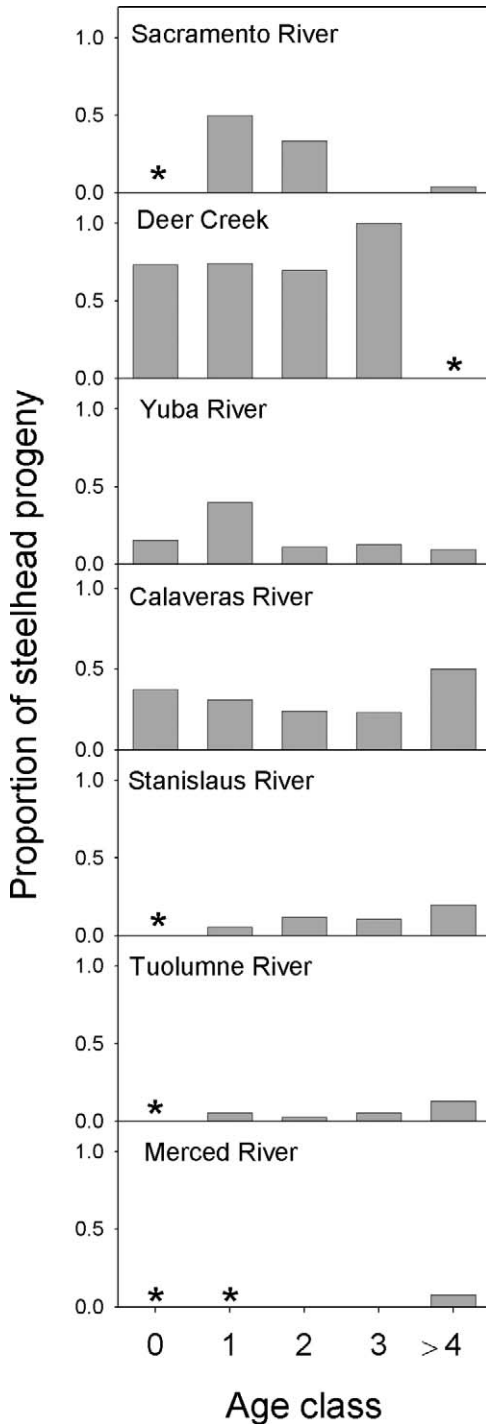 Proportion of steelhead progeny
Sacramento River
1.0
0.5
0.0
*
Deer Creek
1.0
0.5
0.0
*
Yuba River
1.0
0.5
0.0
Calaveras River
1.0
0.5
0.0
Stanislaus River
1.0
0.5
0.0
*
Tuolumne River
1.0
0.5
0.0
*
Merced River
1.0
0.5
0.0
* *
0 1 2 3 >4
Age class